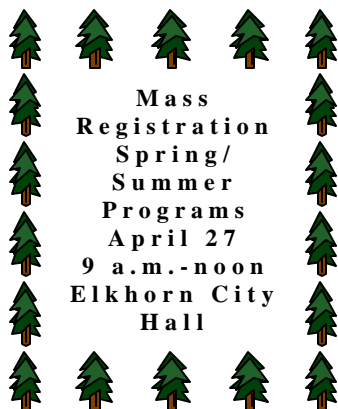 Mass
Registration
Spring/
Summer
Programs
April 27
9 a.m.-noon
Elkhorn City
Hall